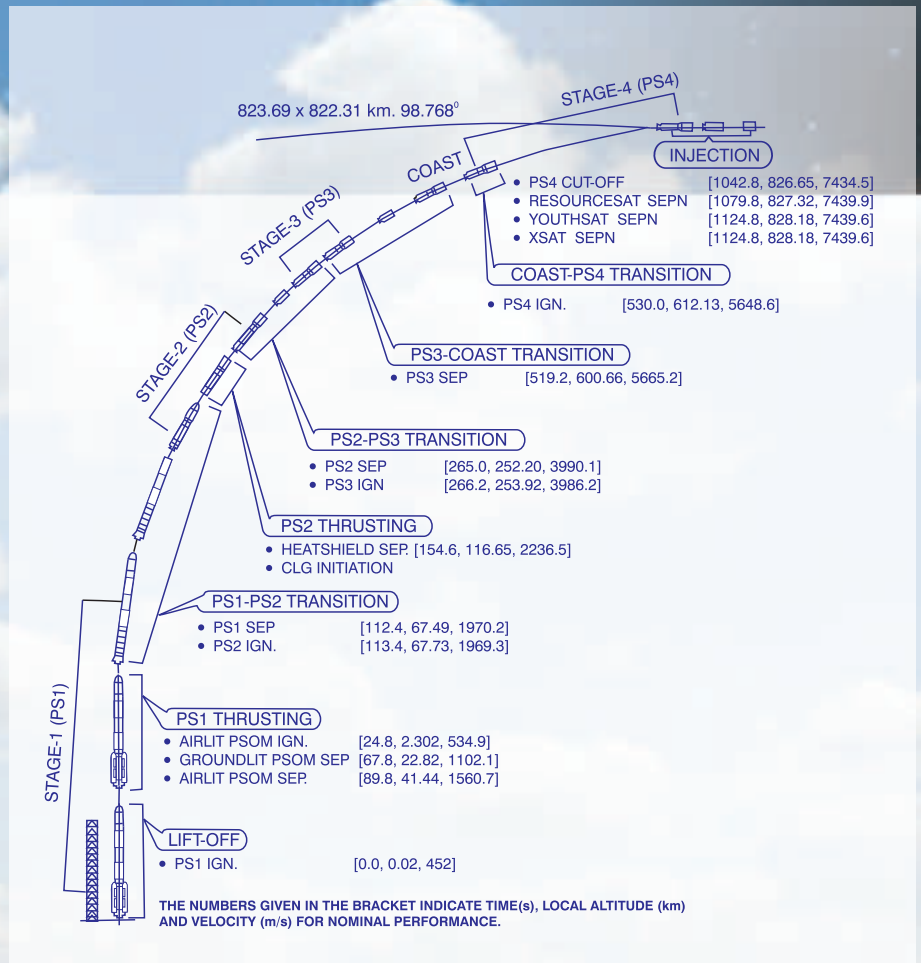 823.69 x 822.31 km. 98.768⁰
STAGE-4 (PS4)
INJECTION
• PS4 CUT-OFF [1042.8, 826.65, 7434.5]
• RESOURCESAT SEPN [1079.8, 827.32, 7439.9]
• YOUTHSAT SEPN [1124.8, 828.18, 7439.6]
• XSAT SEPN [1124.8, 828.18, 7439.6]
COAST
COAST-PS4 TRANSITION
• PS4 IGN. [530.0, 612.13, 5648.6]
STAGE-3 (PS3)
PS3-COAST TRANSITION
• PS3 SEP [519.2, 600.66, 5665.2]
STAGE-2 (PS2)
PS2-PS3 TRANSITION
• PS2 SEP [265.0, 252.20, 3990.1]
• PS3 IGN [266.2, 253.92, 3986.2]
PS2 THRUSTING
• HEATSHIELD SEP. [154.6, 116.65, 2236.5]
• CLG INITIATION
PS1-PS2 TRANSITION
• PS1 SEP [112.4, 67.49, 1970.2]
• PS2 IGN. [113.4, 67.73, 1969.3]
STAGE-1 (PS1)
PS1 THRUSTING
• AIRLIT PSOM IGN. [24.8, 2.302, 534.9]
• GROUNDLIT PSOM SEP [67.8, 22.82, 1102.1]
• AIRLIT PSOM SEP. [89.8, 41.44, 1560.7]
LIFT-OFF
• PS1 IGN. [0.0, 0.02, 452]
THE NUMBERS GIVEN IN THE BRACKET INDICATE TIME(s), LOCAL ALTITUDE (km)
AND VELOCITY (m/s) FOR NOMINAL PERFORMANCE.